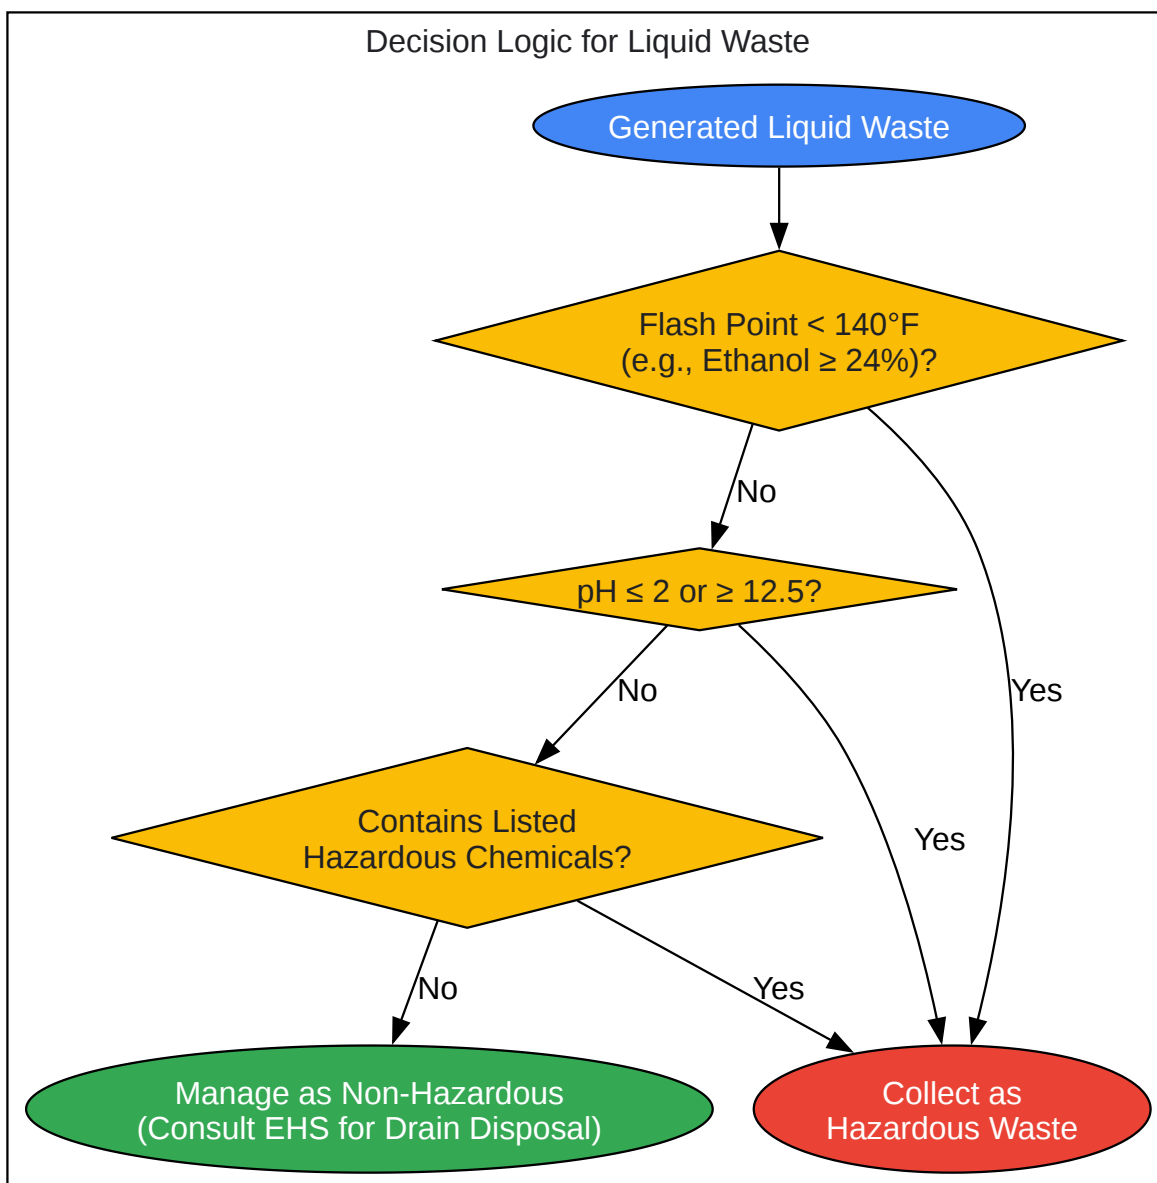 Decision Logic for Liquid Waste
Generated Liquid Waste
Flash Point < 140°F
(e.g., Ethanol ≥ 24%)?
No
pH ≤ 2 or ≥ 12.5?
No
Yes
Contains Listed
Hazardous Chemicals?
Yes
No
Yes
Manage as Non-Hazardous
(Consult EHS for Drain Disposal)
Collect as
Hazardous Waste